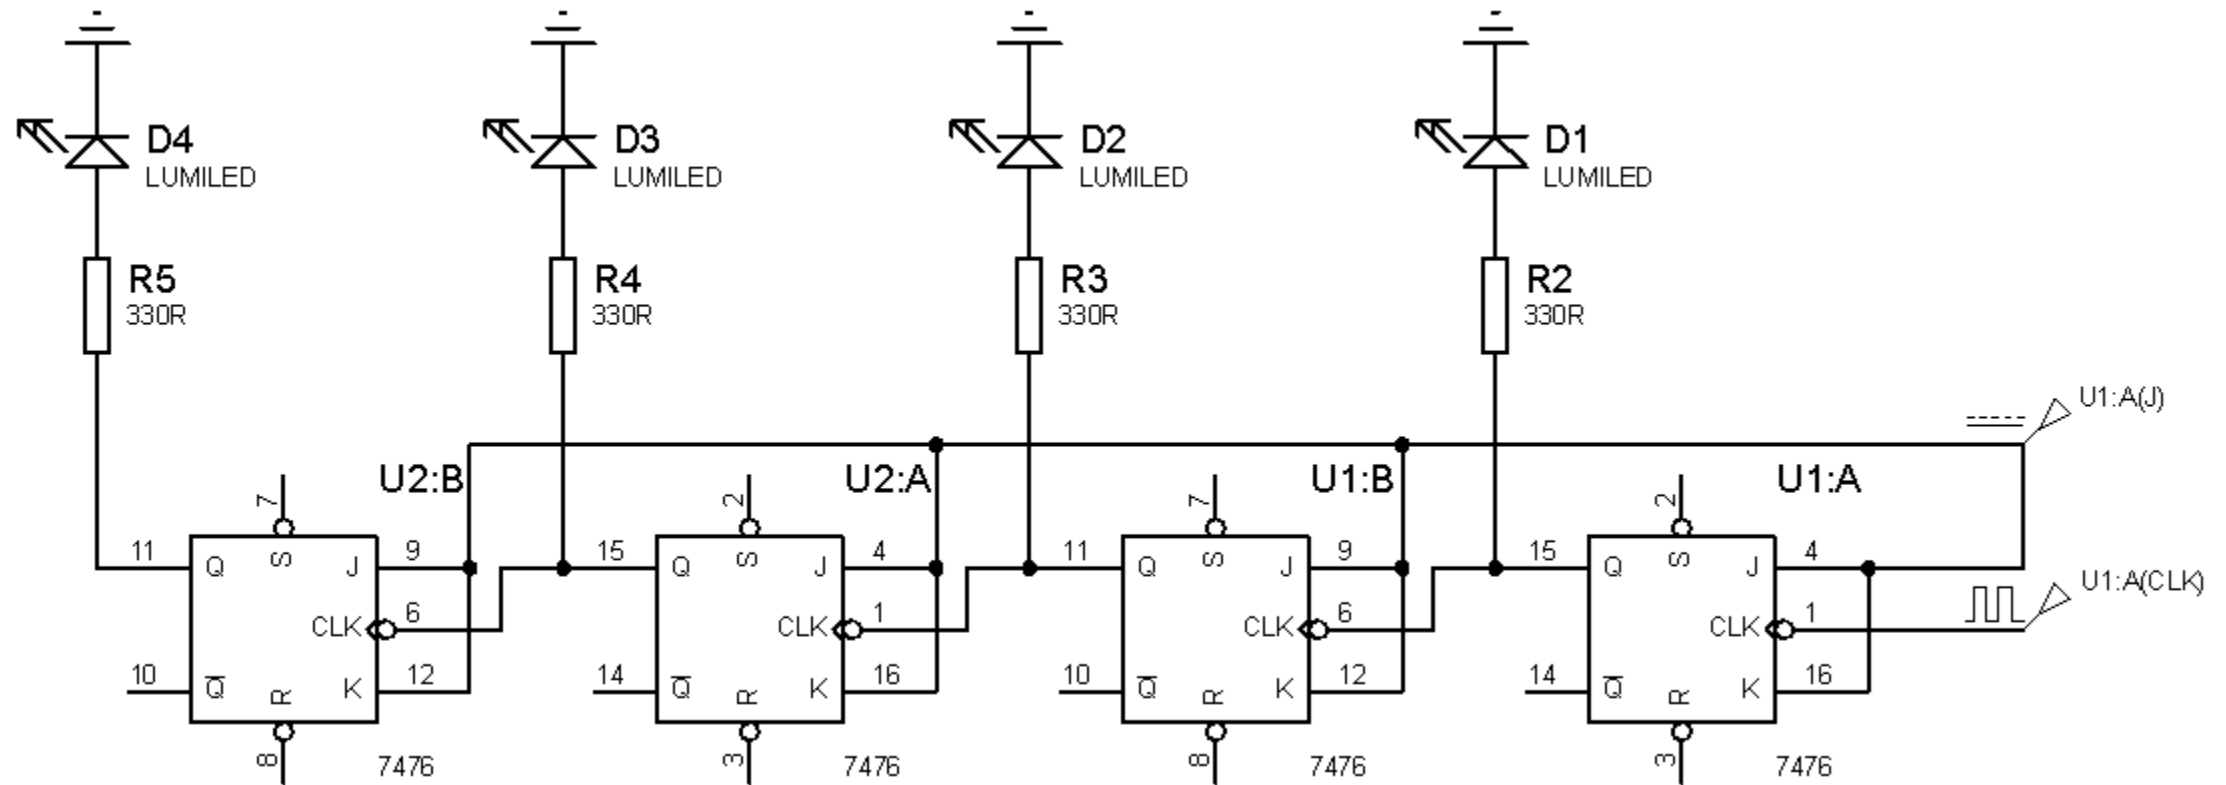 D4
LUMILED
D3
LUMILED
D2
LUMILED
D1
LUMILED
R5
330R
R4
330R
R3
330R
R2
330R
U1:A(J)
U2:B
U2:A
U1:B
U1:A
7
2
7
2
11
Q
S
J
9
15
Q
S
J
4
11
Q
S
J
9
15
Q
S
J
4
U1:A(CLK)
CLK
6
CLK
1
CLK
6
CLK
1
10
Q̅
R
K
12
14
Q̅
R
K
16
10
Q̅
R
K
12
14
Q̅
R
K
16
8
7476
3
7476
8
7476
3
7476